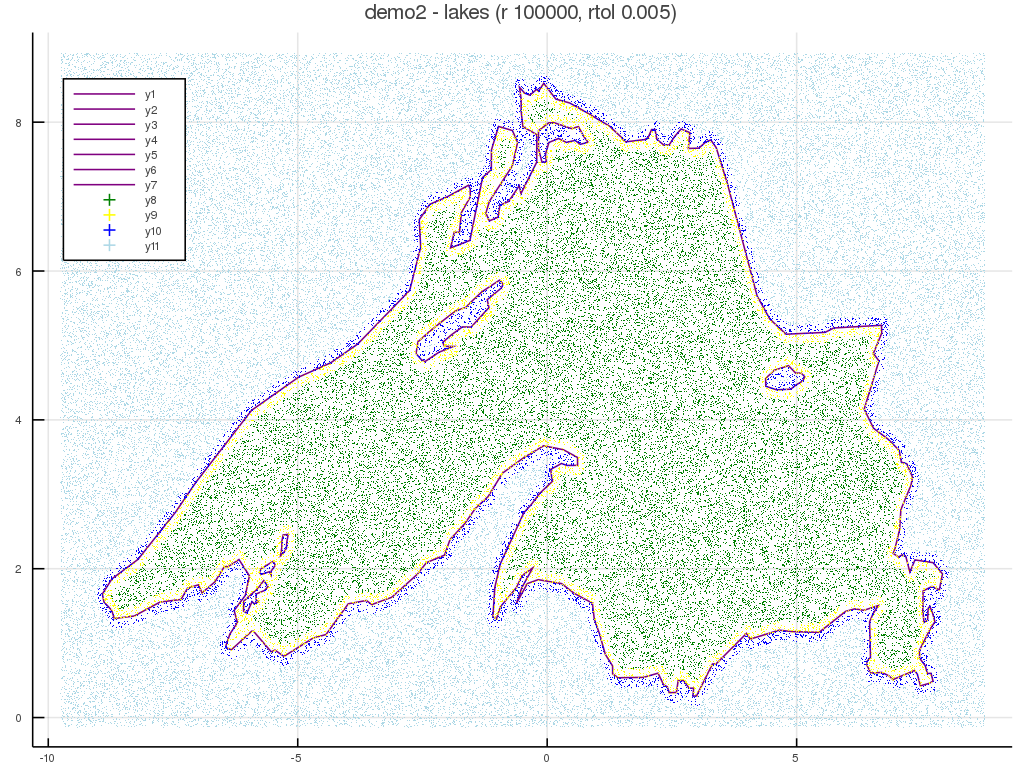 demo2 - lakes (r 100000, rtol 0.005)
y1
y2
y3
y4
y5
y6
y7
y8
y9
y10
y11
8
6
4
2
0
-10 -5 0 5